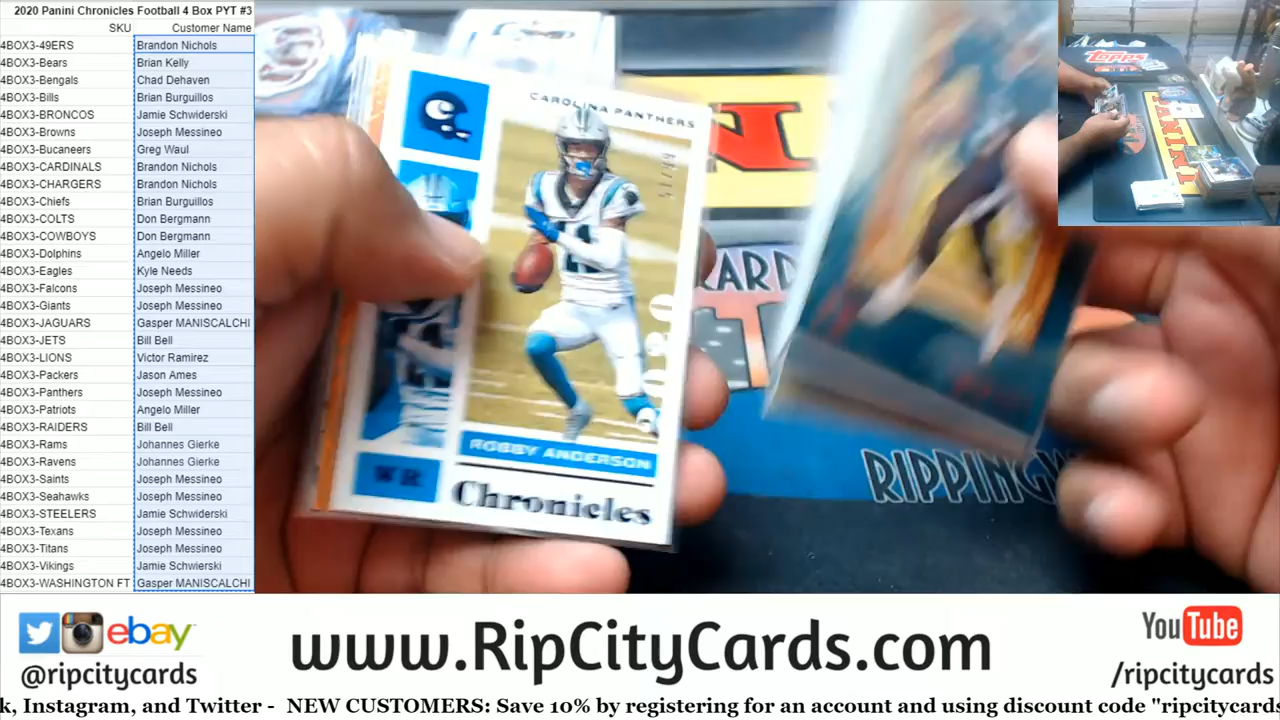 2020 Panini Chronicles Football 4 Box PYT #3
SKU Customer Name
4BOX3-49ERS Brandon Nichols
4BOX3-Bears Brian Kelly
4BOX3-Bengals Chad Dehaven
4BOX3-Bills Brian Burguillos
4BOX3-BRONCOS Jamie Schwiderski
4BOX3-Browns Joseph Messineo
4BOX3-Bucaneers Greg Waul
4BOX3-CARDINALS Brandon Nichols
4BOX3-CHARGERS Brandon Nichols
4BOX3-Chiefs Brian Burguillos
4BOX3-COLTS Don Bergmann
4BOX3-COWBOYS Don Bergmann
4BOX3-Dolphins Angelo Miller
4BOX3-Eagles Kyle Needs
4BOX3-Falcons Joseph Messineo
4BOX3-Giants Joseph Messineo
4BOX3-JAGUARS Gasper MANISCALCHI
4BOX3-JETS Bill Bell
4BOX3-LIONS Victor Ramirez
4BOX3-Packers Jason Ames
4BOX3-Panthers Joseph Messineo
4BOX3-Patriots Angelo Miller
4BOX3-RAIDERS Bill Bell
4BOX3-Rams Johannes Gierke
4BOX3-Ravens Johannes Gierke
4BOX3-Saints Joseph Messineo
4BOX3-Seahawks Joseph Messineo
4BOX3-STEELERS Jamie Schwiderski
4BOX3-Texans Joseph Messineo
4BOX3-Titans Joseph Messineo
4BOX3-Vikings Jamie Schwierski
4BOX3-WASHINGTON FT Gasper MANISCALCHI
CAROLINA PANTHERS
11
ROBBY ANDERSON
WR
Chronicles
RIPPING
Topps
PANINI
ebay
@ripcitycards
www.RipCityCards.com
YouTube
/ripcitycards
k, Instagram, and Twitter - NEW CUSTOMERS: Save 10% by registering for an account and using discount code "ripcitycards